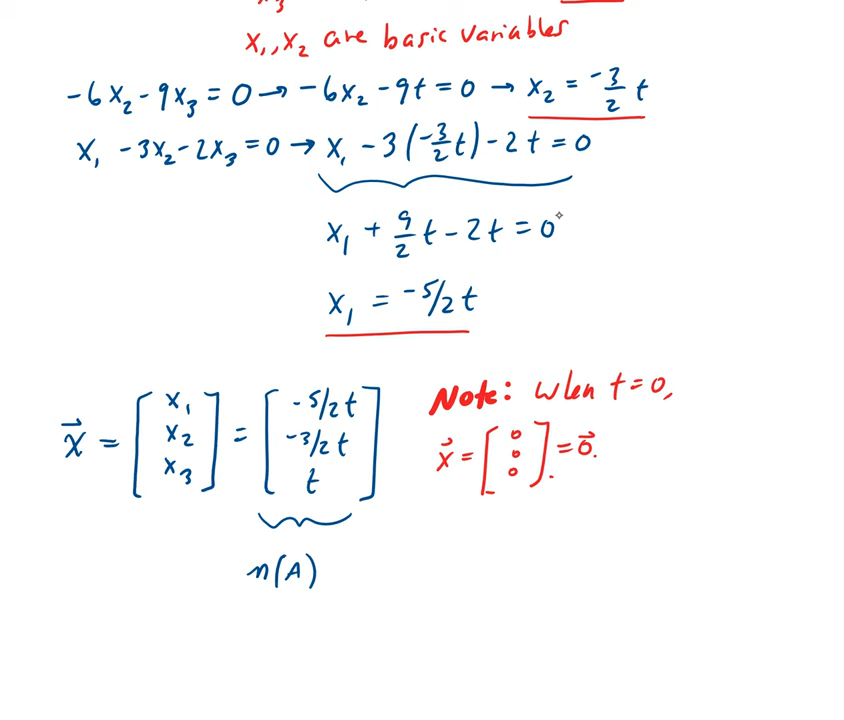 x₃
x₁, x₂ are basic variables
-6x₂ - 9x₃ = 0 → -6x₂ - 9t = 0 → x₂ = -3/2 t
x₁ - 3x₂ - 2x₃ = 0 → x₁ - 3(-3/2 t) - 2t = 0
x₁ + 9/2 t - 2t = 0
x₁ = -5/2 t
x⃗ = [x₁ x₂ x₃] = [-5/2 t -3/2 t t]
n(A)
Note: when t = 0,
x⃗ = [0 0 0] = 0⃗.